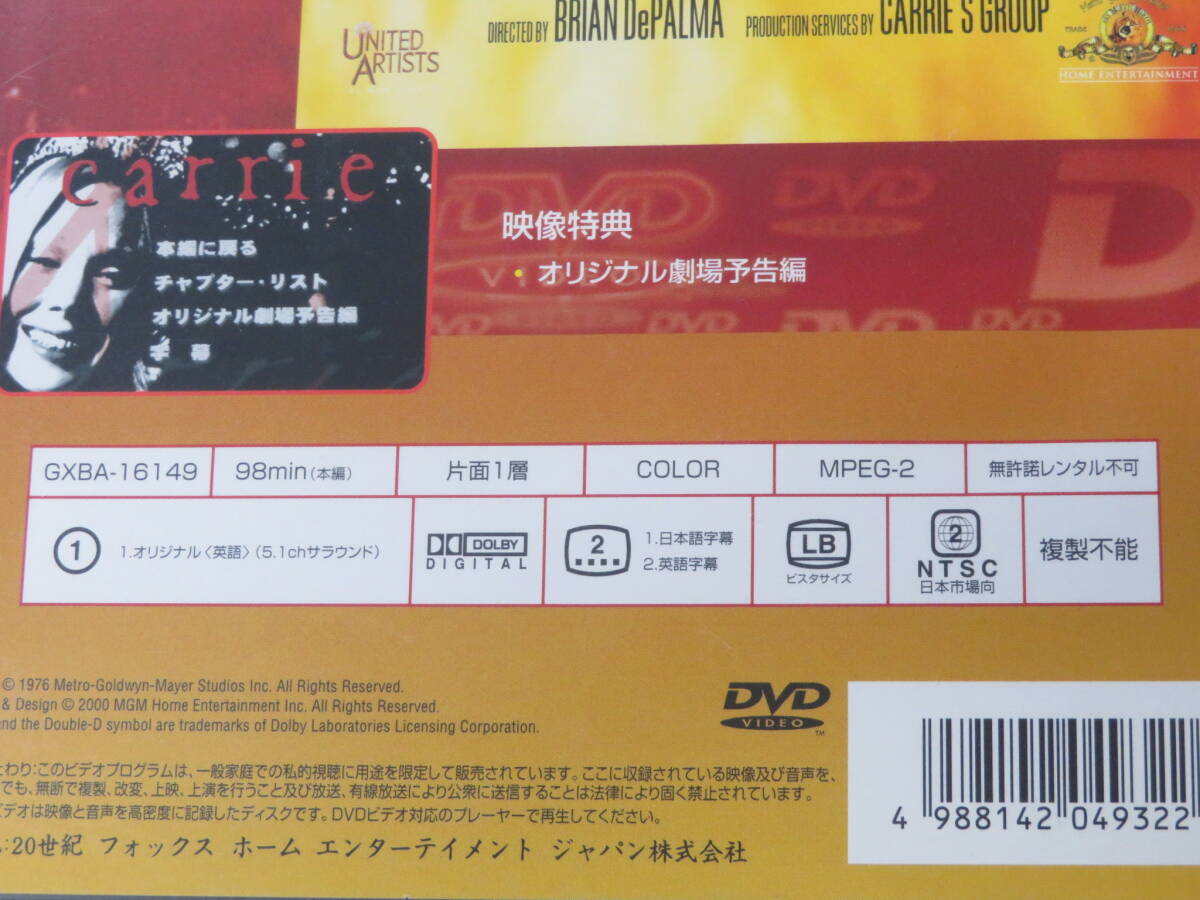 DIRECTED BY BRIAN DePALMA PRODUCTION SERVICES BY CARRIE'S GROUP
UNITED
ARTISTS
HOME ENTERTAINMENT
carrie
本編に戻る
チャプター・リスト
オリジナル劇場予告編
字 幕
映像特典
・オリジナル劇場予告編
GXBA-16149
98min(本編)
片面1層
COLOR
MPEG-2
無許諾レンタル不可
1
1.オリジナル〈英語〉(5.1chサラウンド)
DOLBY
DIGITAL
2
1.日本語字幕
2.英語字幕
LB
ビスタサイズ
2
NTSC
日本市場向
複製不能
© 1976 Metro-Goldwyn-Mayer Studios Inc. All Rights Reserved.
& Design © 2000 MGM Home Entertainment Inc. All Rights Reserved.
and the Double-D symbol are trademarks of Dolby Laboratories Licensing Corporation.
DVD
VIDEO
TM
とわり:このビデオプログラムは、一般家庭での私的視聴に用途を限定して販売されています。ここに収録されている映像及び音声を、
でも、無断で複製、改変、上映、上演を行うこと及び放送、有線放送により公衆に送信することは法律により固く禁止されています。
ビデオは映像と音声を高密度に記録したディスクです。DVDビデオ対応のプレーヤーで再生してください。
:20世紀 フォックス ホーム エンターテイメント ジャパン株式会社
4 988142 049322